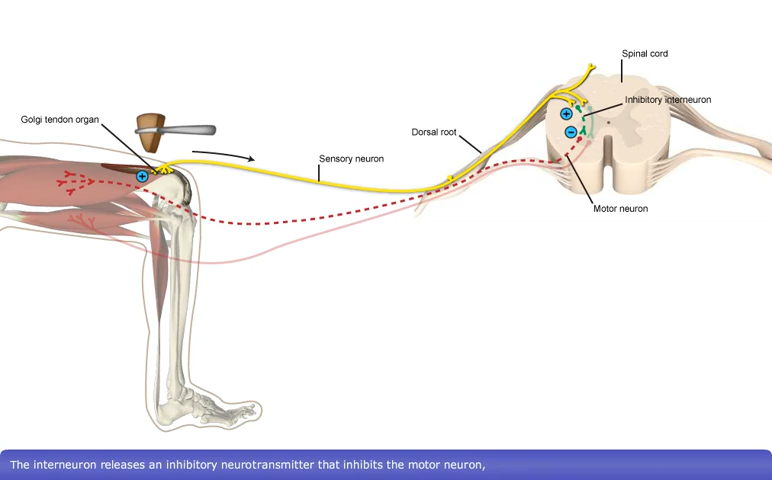 Spinal cord
Inhibitory interneuron
Golgi tendon organ
Dorsal root
Sensory neuron
Motor neuron
The interneuron releases an inhibitory neurotransmitter that inhibits the motor neuron,